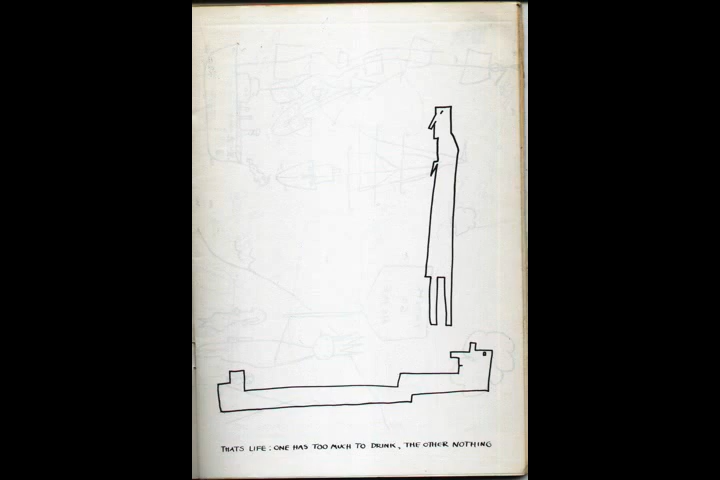 THATS LIFE : ONE HAS TOO MUCH TO DRINK, THE OTHER NOTHING